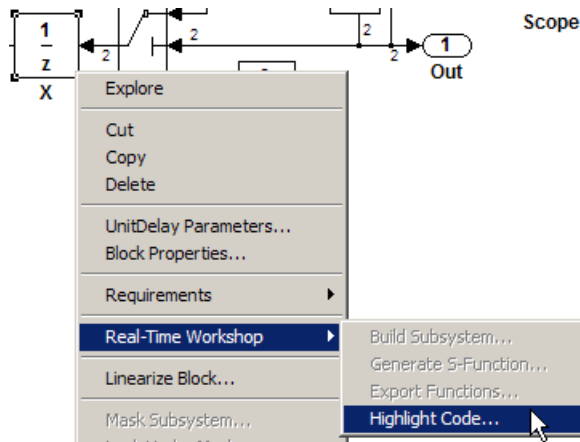 Scope
1
z
X
2
2
2
2
1
Out
Explore
Cut
Copy
Delete
UnitDelay Parameters...
Block Properties...
Requirements
Real-Time Workshop
Linearize Block...
Mask Subsystem...
Build Subsystem...
Generate S-Function...
Export Functions...
Highlight Code...